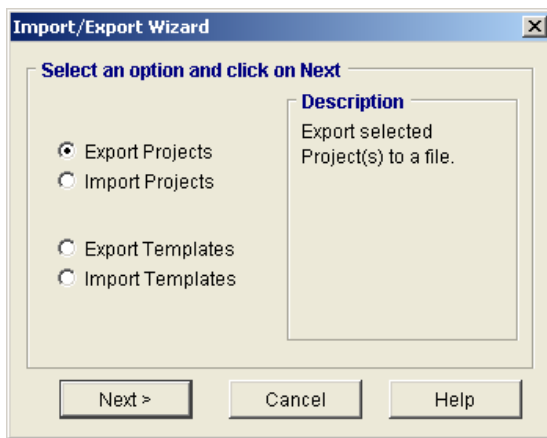 Import/Export Wizard
Select an option and click on Next
Description
Export selected
Project(s) to a file.
Export Projects
Import Projects
Export Templates
Import Templates
Next >
Cancel
Help